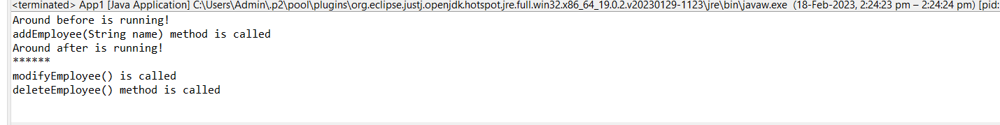 <terminated> App1 [Java Application] C:\Users\Admin\.p2\pool\plugins\org.eclipse.justj.openjdk.hotspot.jre.full.win32.x86_64_19.0.2.v20230129-1123\jre\bin\javaw.exe (18-Feb-2023, 2:24:23 pm – 2:24:24 pm) [pid:
Around before is running!
addEmployee(String name) method is called
Around after is running!
******
modifyEmployee() is called
deleteEmployee() method is called